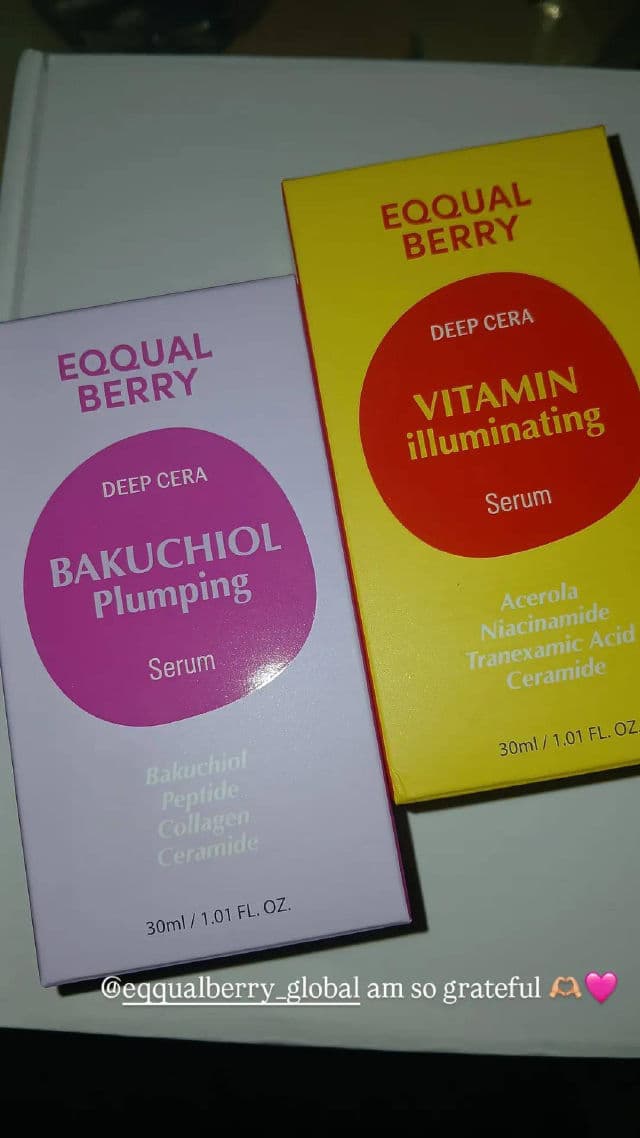 EQQUAL
BERRY
DEEP CERA
BAKUCHIOL
Plumping
Serum
Bakuchiol
Peptide
Collagen
Ceramide
30ml / 1.01 FL. OZ.
EQQUAL
BERRY
DEEP CERA
VITAMIN
illuminating
Serum
Acerola
Niacinamide
Tranexamic Acid
Ceramide
30ml / 1.01 FL. OZ.
@eqqualberry_global am so grateful 🫶🏼🩷